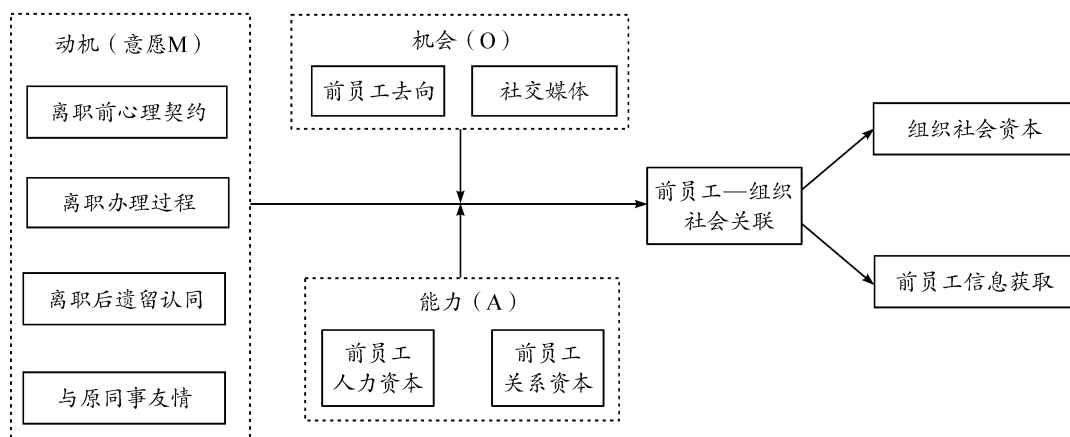 动机（意愿M）
离职前心理契约
离职办理过程
离职后遗留认同
与原同事友情
机会（O）
前员工去向
社交媒体
能力（A）
前员工
人力资本
前员工
关系资本
前员工—组织
社会关联
组织社会资本
前员工信息获取